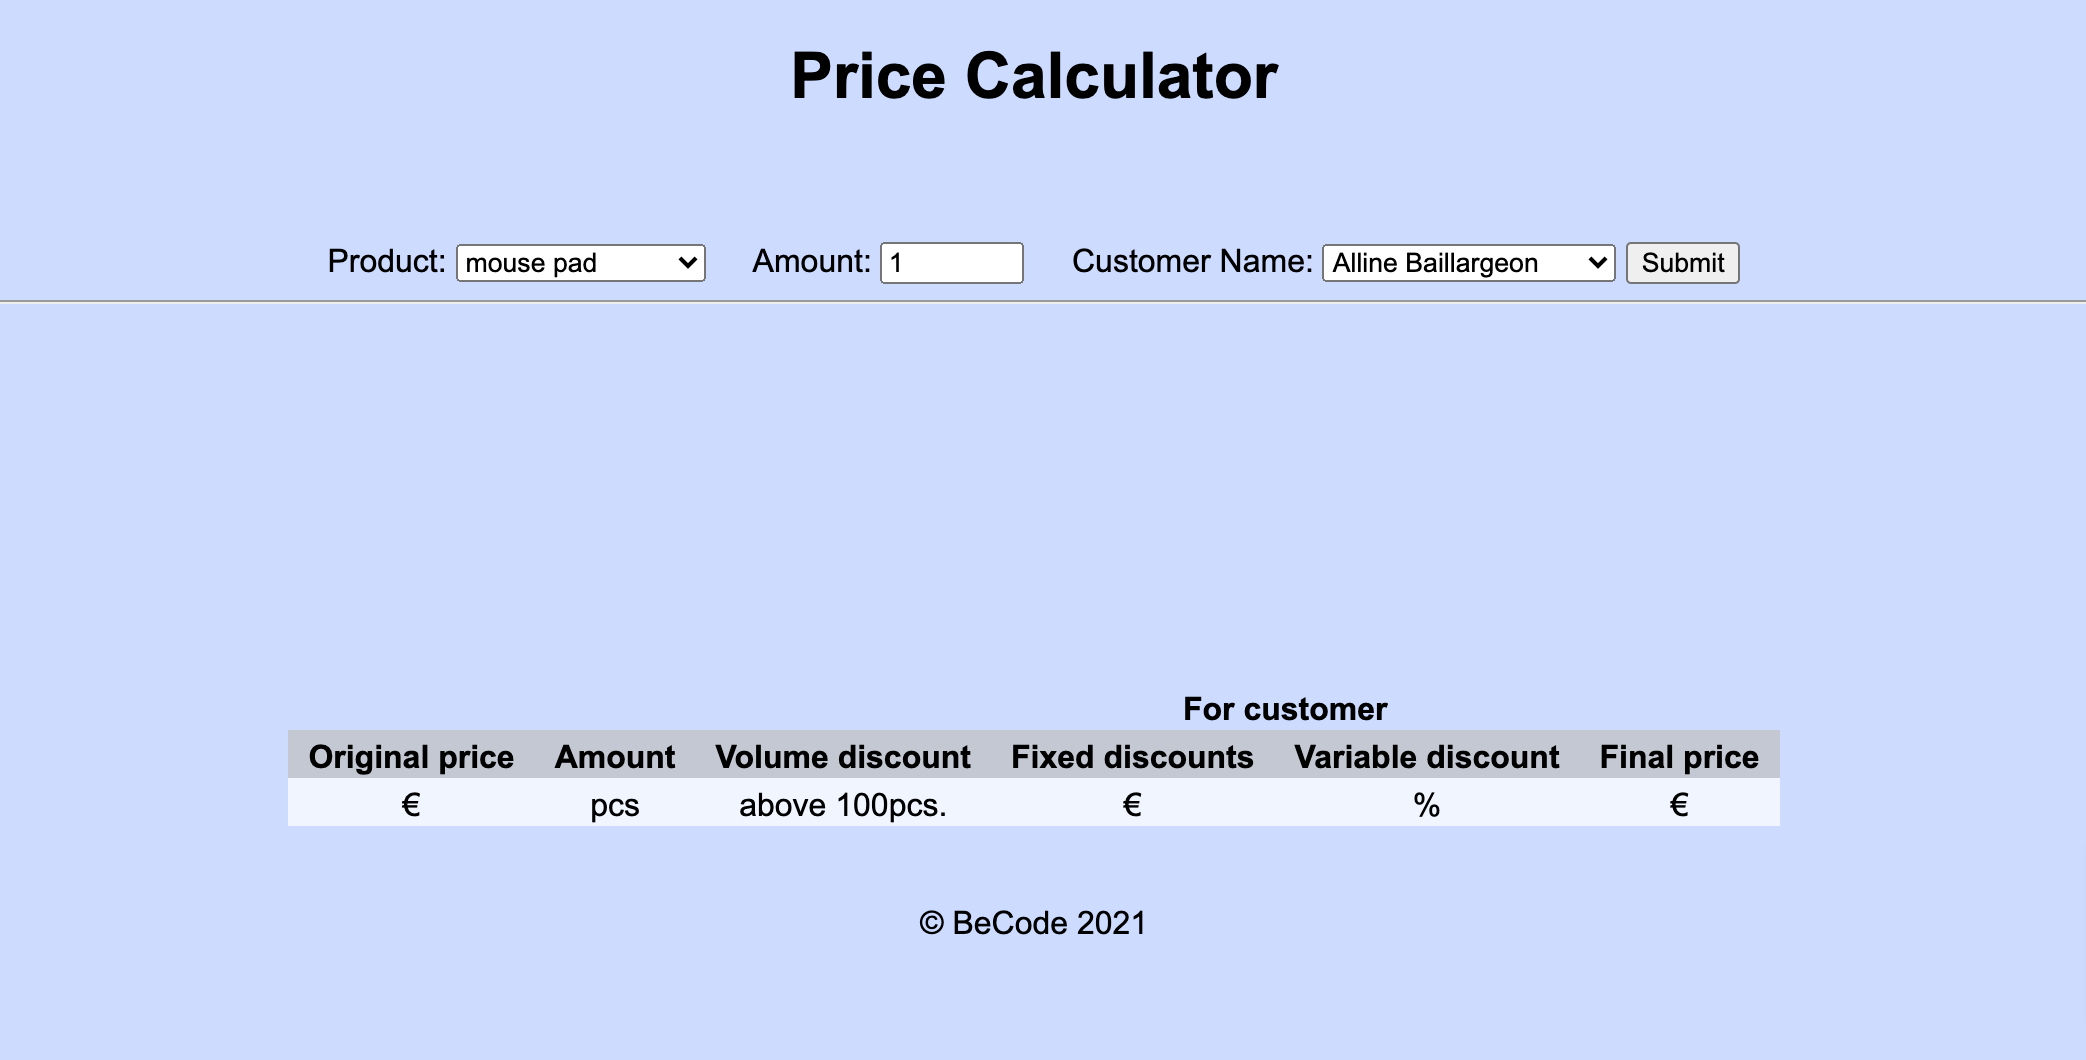 Price Calculator
Product: mouse pad Amount: 1 Customer Name: Alline Baillargeon Submit
For customer
Original price Amount Volume discount Fixed discounts Variable discount Final price
€ pcs above 100pcs. € % €
© BeCode 2021